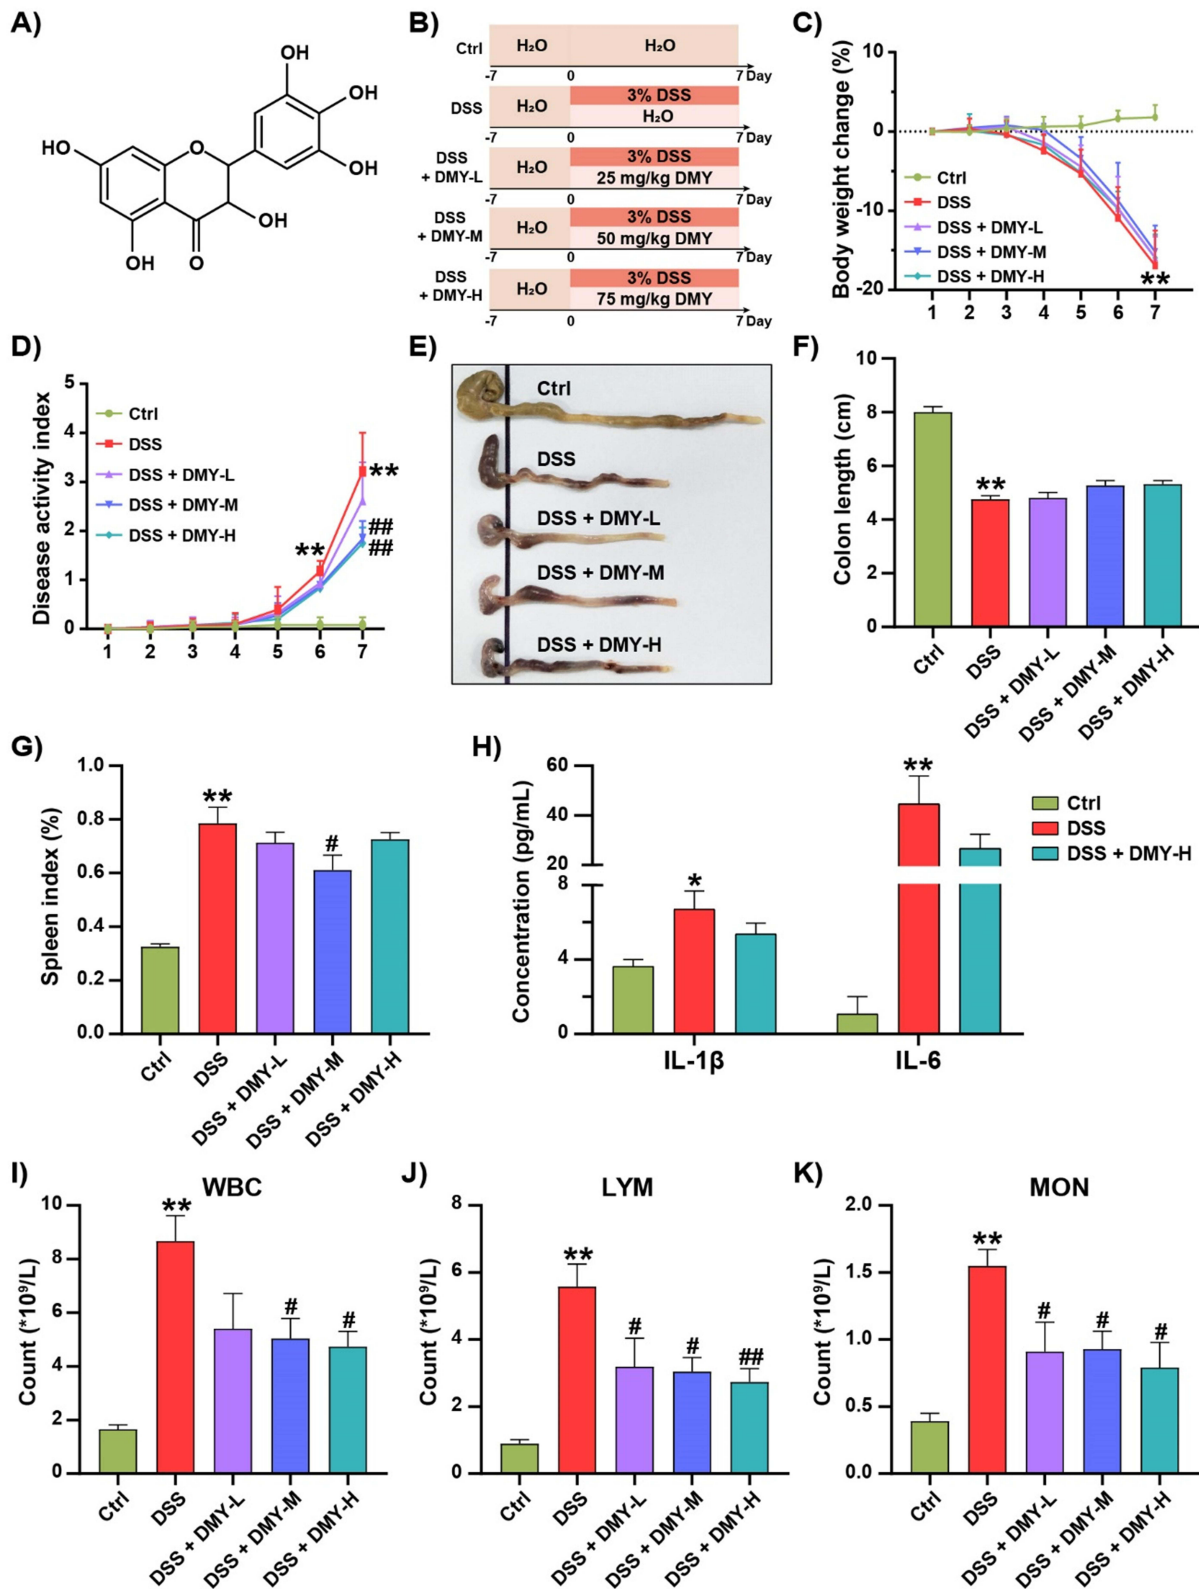 A)
OH
OH
OH
HO
O
OH
OH
O
B)
Ctrl
H₂O
H₂O
-7
0
7 Day
DSS
H₂O
3% DSS
H₂O
-7
0
7 Day
DSS
+ DMY-L
H₂O
3% DSS
25 mg/kg DMY
-7
0
7 Day
DSS
+ DMY-M
H₂O
3% DSS
50 mg/kg DMY
-7
0
7 Day
DSS
+ DMY-H
H₂O
3% DSS
75 mg/kg DMY
-7
0
7 Day
C)
Body weight change (%)
10
0
-10
-20
Ctrl
DSS
DSS + DMY-L
DSS + DMY-M
DSS + DMY-H
**
1 2 3 4 5 6 7
D)
Disease activity index
5
4
3
2
1
0
Ctrl
DSS
DSS + DMY-L
DSS + DMY-M
DSS + DMY-H
**
**
##
##
1 2 3 4 5 6 7
E)
Ctrl
DSS
DSS + DMY-L
DSS + DMY-M
DSS + DMY-H
F)
Colon length (cm)
10
8
6
4
2
0
**
Ctrl
DSS
DSS + DMY-L
DSS + DMY-M
DSS + DMY-H
G)
Spleen index (%)
1.0
0.8
0.6
0.4
0.2
0.0
**
#
Ctrl
DSS
DSS + DMY-L
DSS + DMY-M
DSS + DMY-H
H)
Concentration (pg/mL)
60
40
20
8
4
0
*
**
IL-1β
IL-6
Ctrl
DSS
DSS + DMY-H
I)
WBC
Count (*10⁹/L)
10
8
6
4
2
0
**
#
#
Ctrl
DSS
DSS + DMY-L
DSS + DMY-M
DSS + DMY-H
J)
LYM
Count (*10⁹/L)
8
6
4
2
0
**
#
#
##
Ctrl
DSS
DSS + DMY-L
DSS + DMY-M
DSS + DMY-H
K)
MON
Count (*10⁹/L)
2.0
1.5
1.0
0.5
0.0
**
#
#
#
Ctrl
DSS
DSS + DMY-L
DSS + DMY-M
DSS + DMY-H